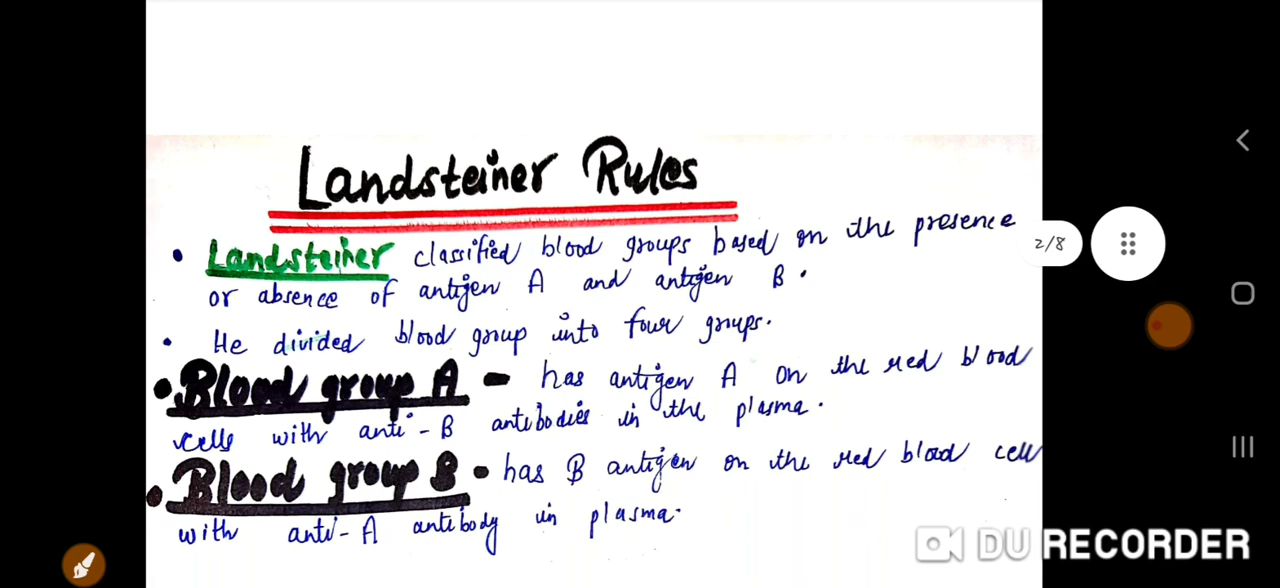 Landsteiner Rules
• Landsteiner classified blood groups based on the presence
or absence of antigen A and antigen B.
• He divided blood group into four groups.
• Blood group A - has antigen A on the red blood
cells with anti-B antibodies in the plasma.
• Blood group B • has B antigen on the red blood cell
with anti-A antibody in plasma.
2/8
DU RECORDER